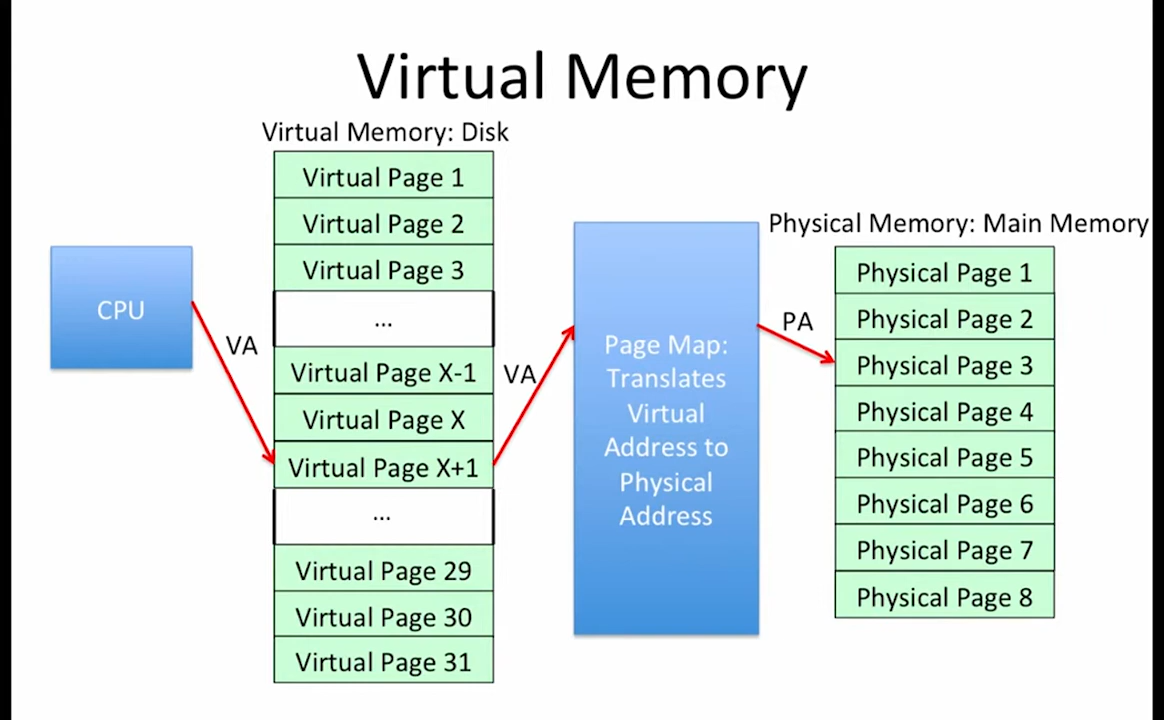 Virtual Memory
Virtual Memory: Disk
Virtual Page 1
Virtual Page 2
Virtual Page 3
...
Virtual Page X-1
Virtual Page X
Virtual Page X+1
...
Virtual Page 29
Virtual Page 30
Virtual Page 31
CPU
VA
VA
Page Map:
Translates
Virtual
Address to
Physical
Address
PA
Physical Memory: Main Memory
Physical Page 1
Physical Page 2
Physical Page 3
Physical Page 4
Physical Page 5
Physical Page 6
Physical Page 7
Physical Page 8